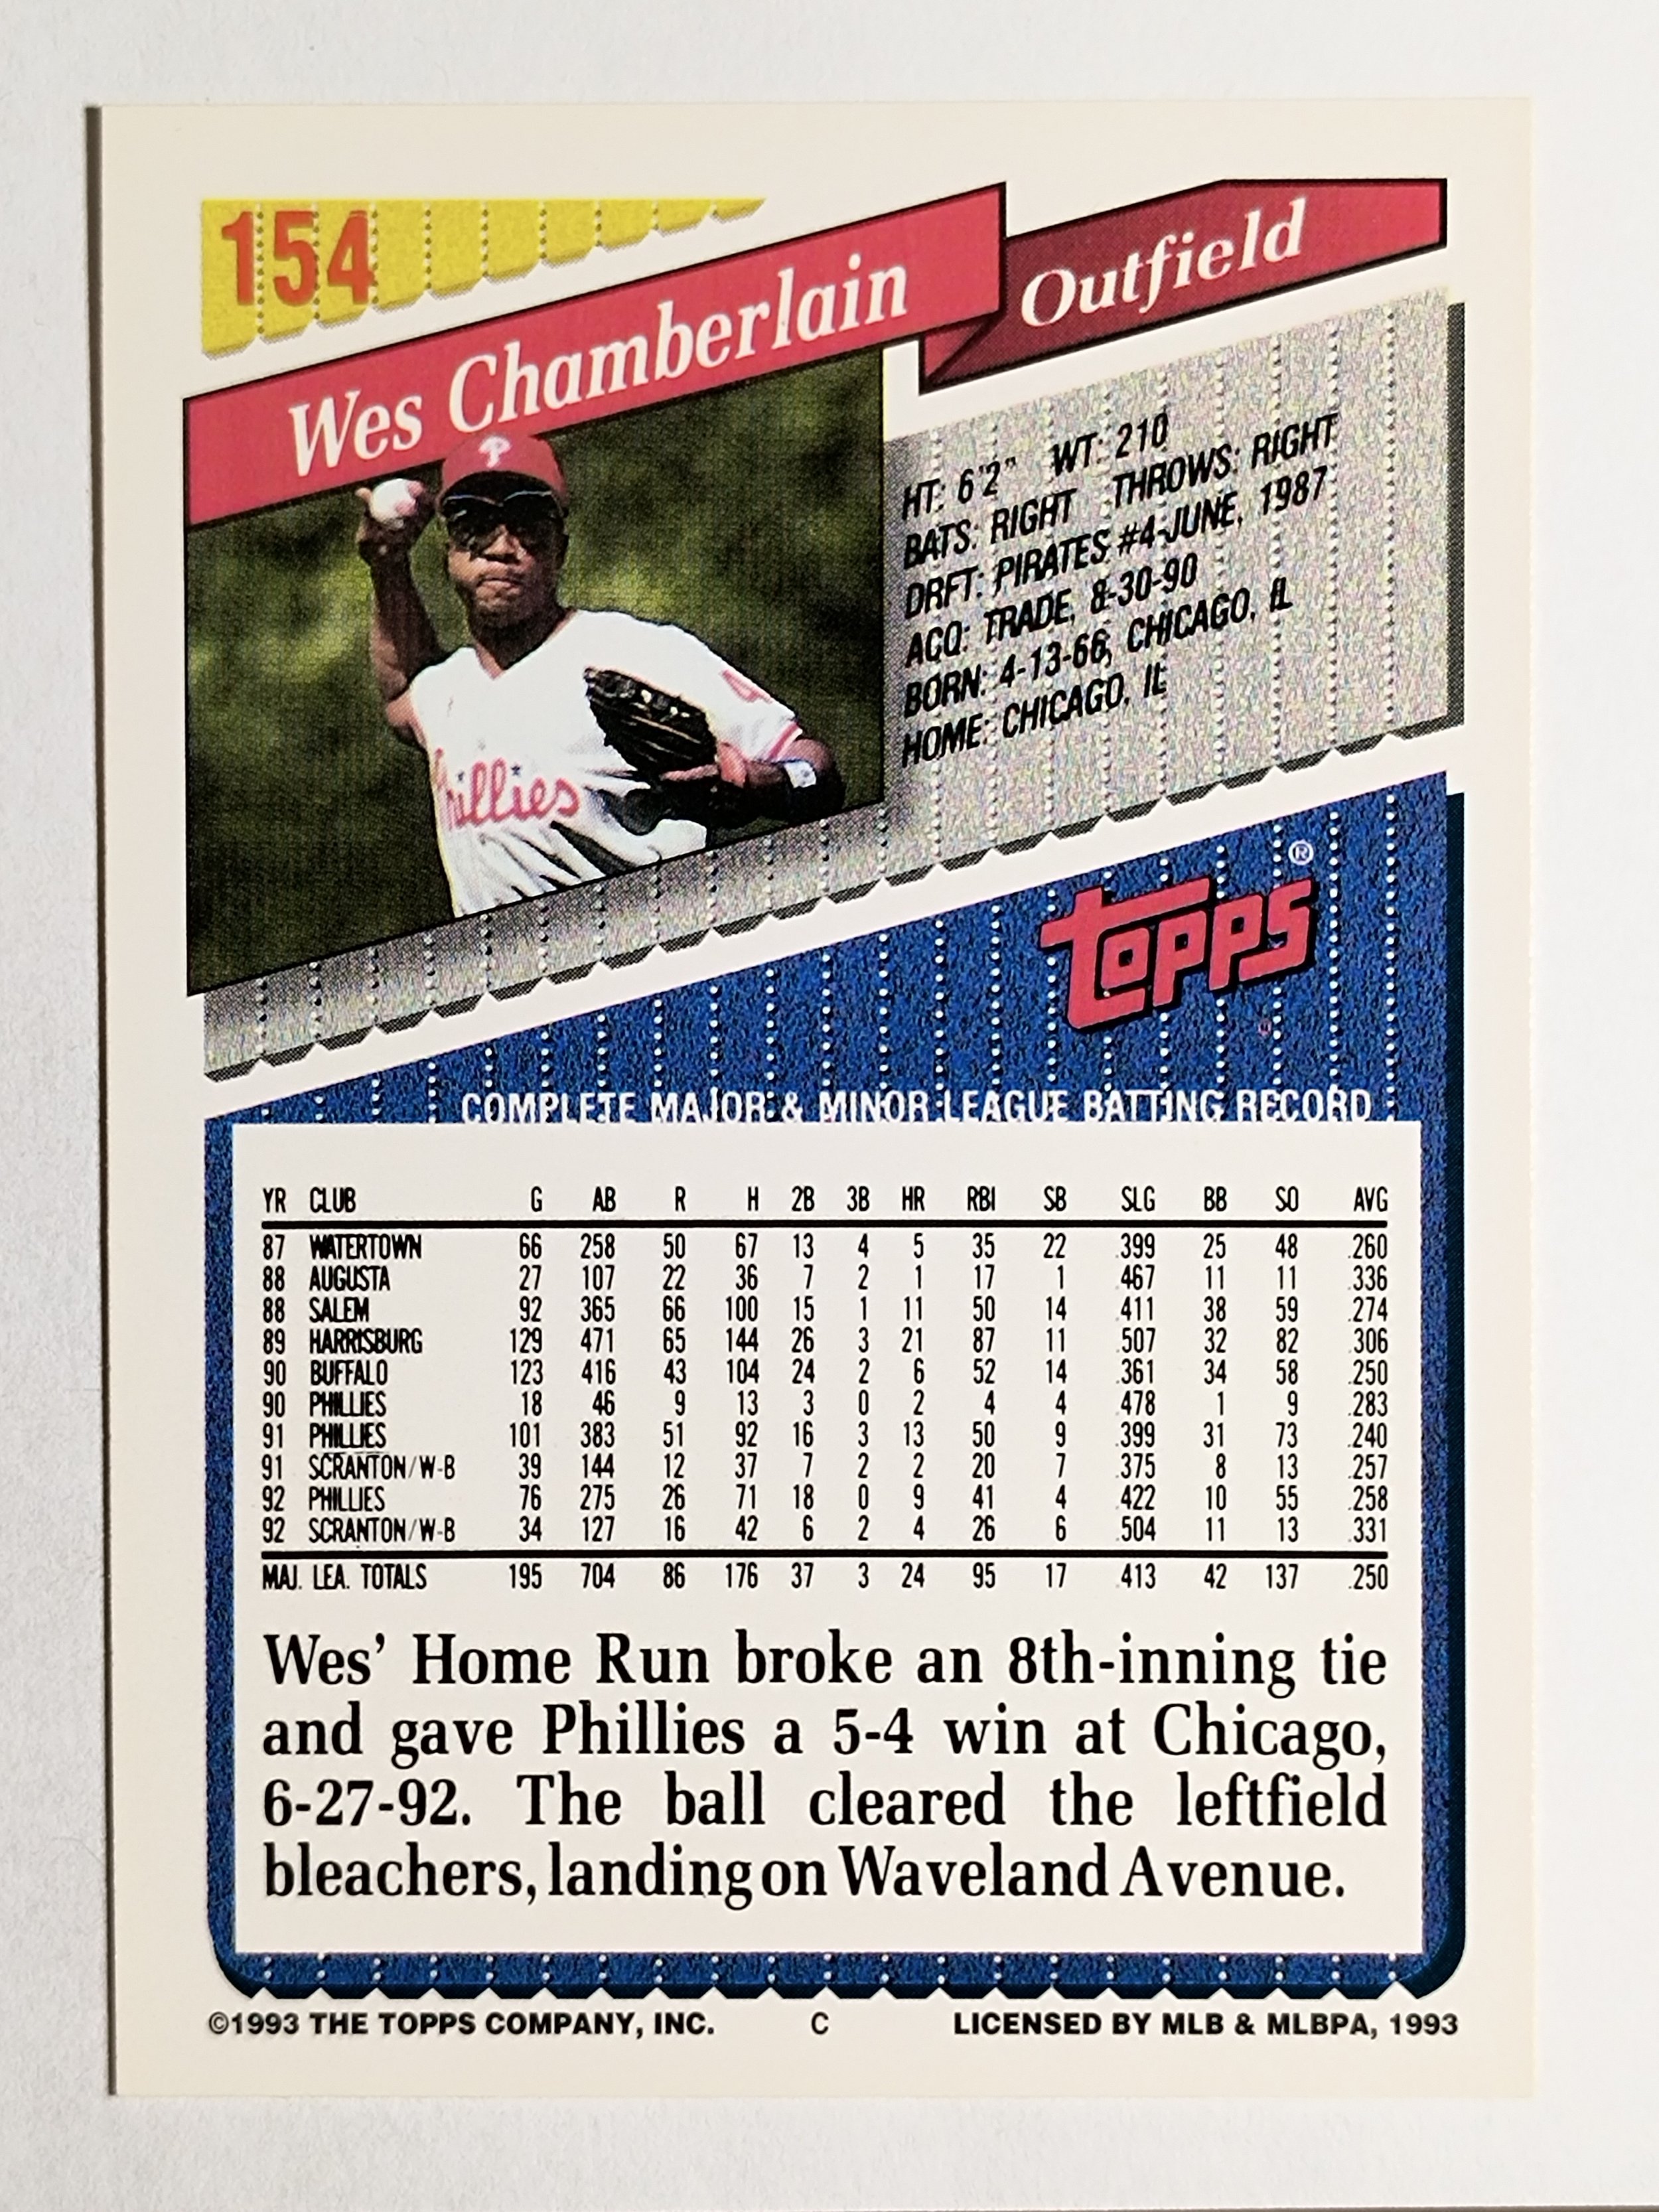 154
Wes Chamberlain
Outfield
P
Phillies
HT: 6'2" WT: 210
BATS: RIGHT THROWS: RIGHT
DRFT: PIRATES #4-JUNE, 1987
ACQ: TRADE, 8-30-90
BORN: 4-13-66, CHICAGO, IL
HOME: CHICAGO, IL
TOPPS ®
COMPLETE MAJOR & MINOR LEAGUE BATTING RECORD
YR CLUB G AB R H 2B 3B HR RBI SB SLG BB SO AVG
87 WATERTOWN 66 258 50 67 13 4 5 35 22 .399 25 48 .260
88 AUGUSTA 27 107 22 36 7 2 1 17 1 .467 11 11 .336
88 SALEM 92 365 66 100 15 1 11 50 14 .411 38 59 .274
89 HARRISBURG 129 471 65 144 26 3 21 87 11 .507 32 82 .306
90 BUFFALO 123 416 43 104 24 2 6 52 14 .361 34 58 .250
90 PHILLIES 18 46 9 13 3 0 2 4 4 .478 1 9 .283
91 PHILLIES 101 383 51 92 16 3 13 50 9 .399 31 73 .240
91 SCRANTON/W-B 39 144 12 37 7 2 2 20 7 .375 8 13 .257
92 PHILLIES 76 275 26 71 18 0 9 41 4 .422 10 55 .258
92 SCRANTON/W-B 34 127 16 42 6 2 4 26 6 .504 11 13 .331
MAJ. LEA. TOTALS 195 704 86 176 37 3 24 95 17 .413 42 137 .250
Wes' Home Run broke an 8th-inning tie
and gave Phillies a 5-4 win at Chicago,
6-27-92. The ball cleared the leftfield
bleachers, landing on Waveland Avenue.
©1993 THE TOPPS COMPANY, INC. C LICENSED BY MLB & MLBPA, 1993